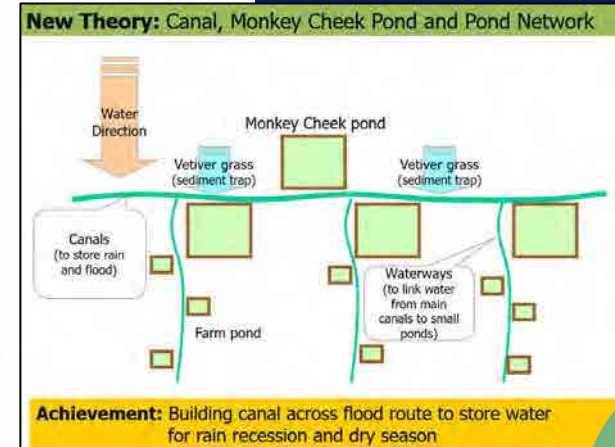 New Theory: Canal, Monkey Cheek Pond and Pond Network
Water
Direction
Monkey Cheek pond
Vetiver grass
(sediment trap)
Vetiver grass
(sediment trap)
Canals
(to store rain
and flood)
Waterways
(to link water
from main
canals to small
ponds)
Farm pond
Achievement: Building canal across flood route to store water
for rain recession and dry season